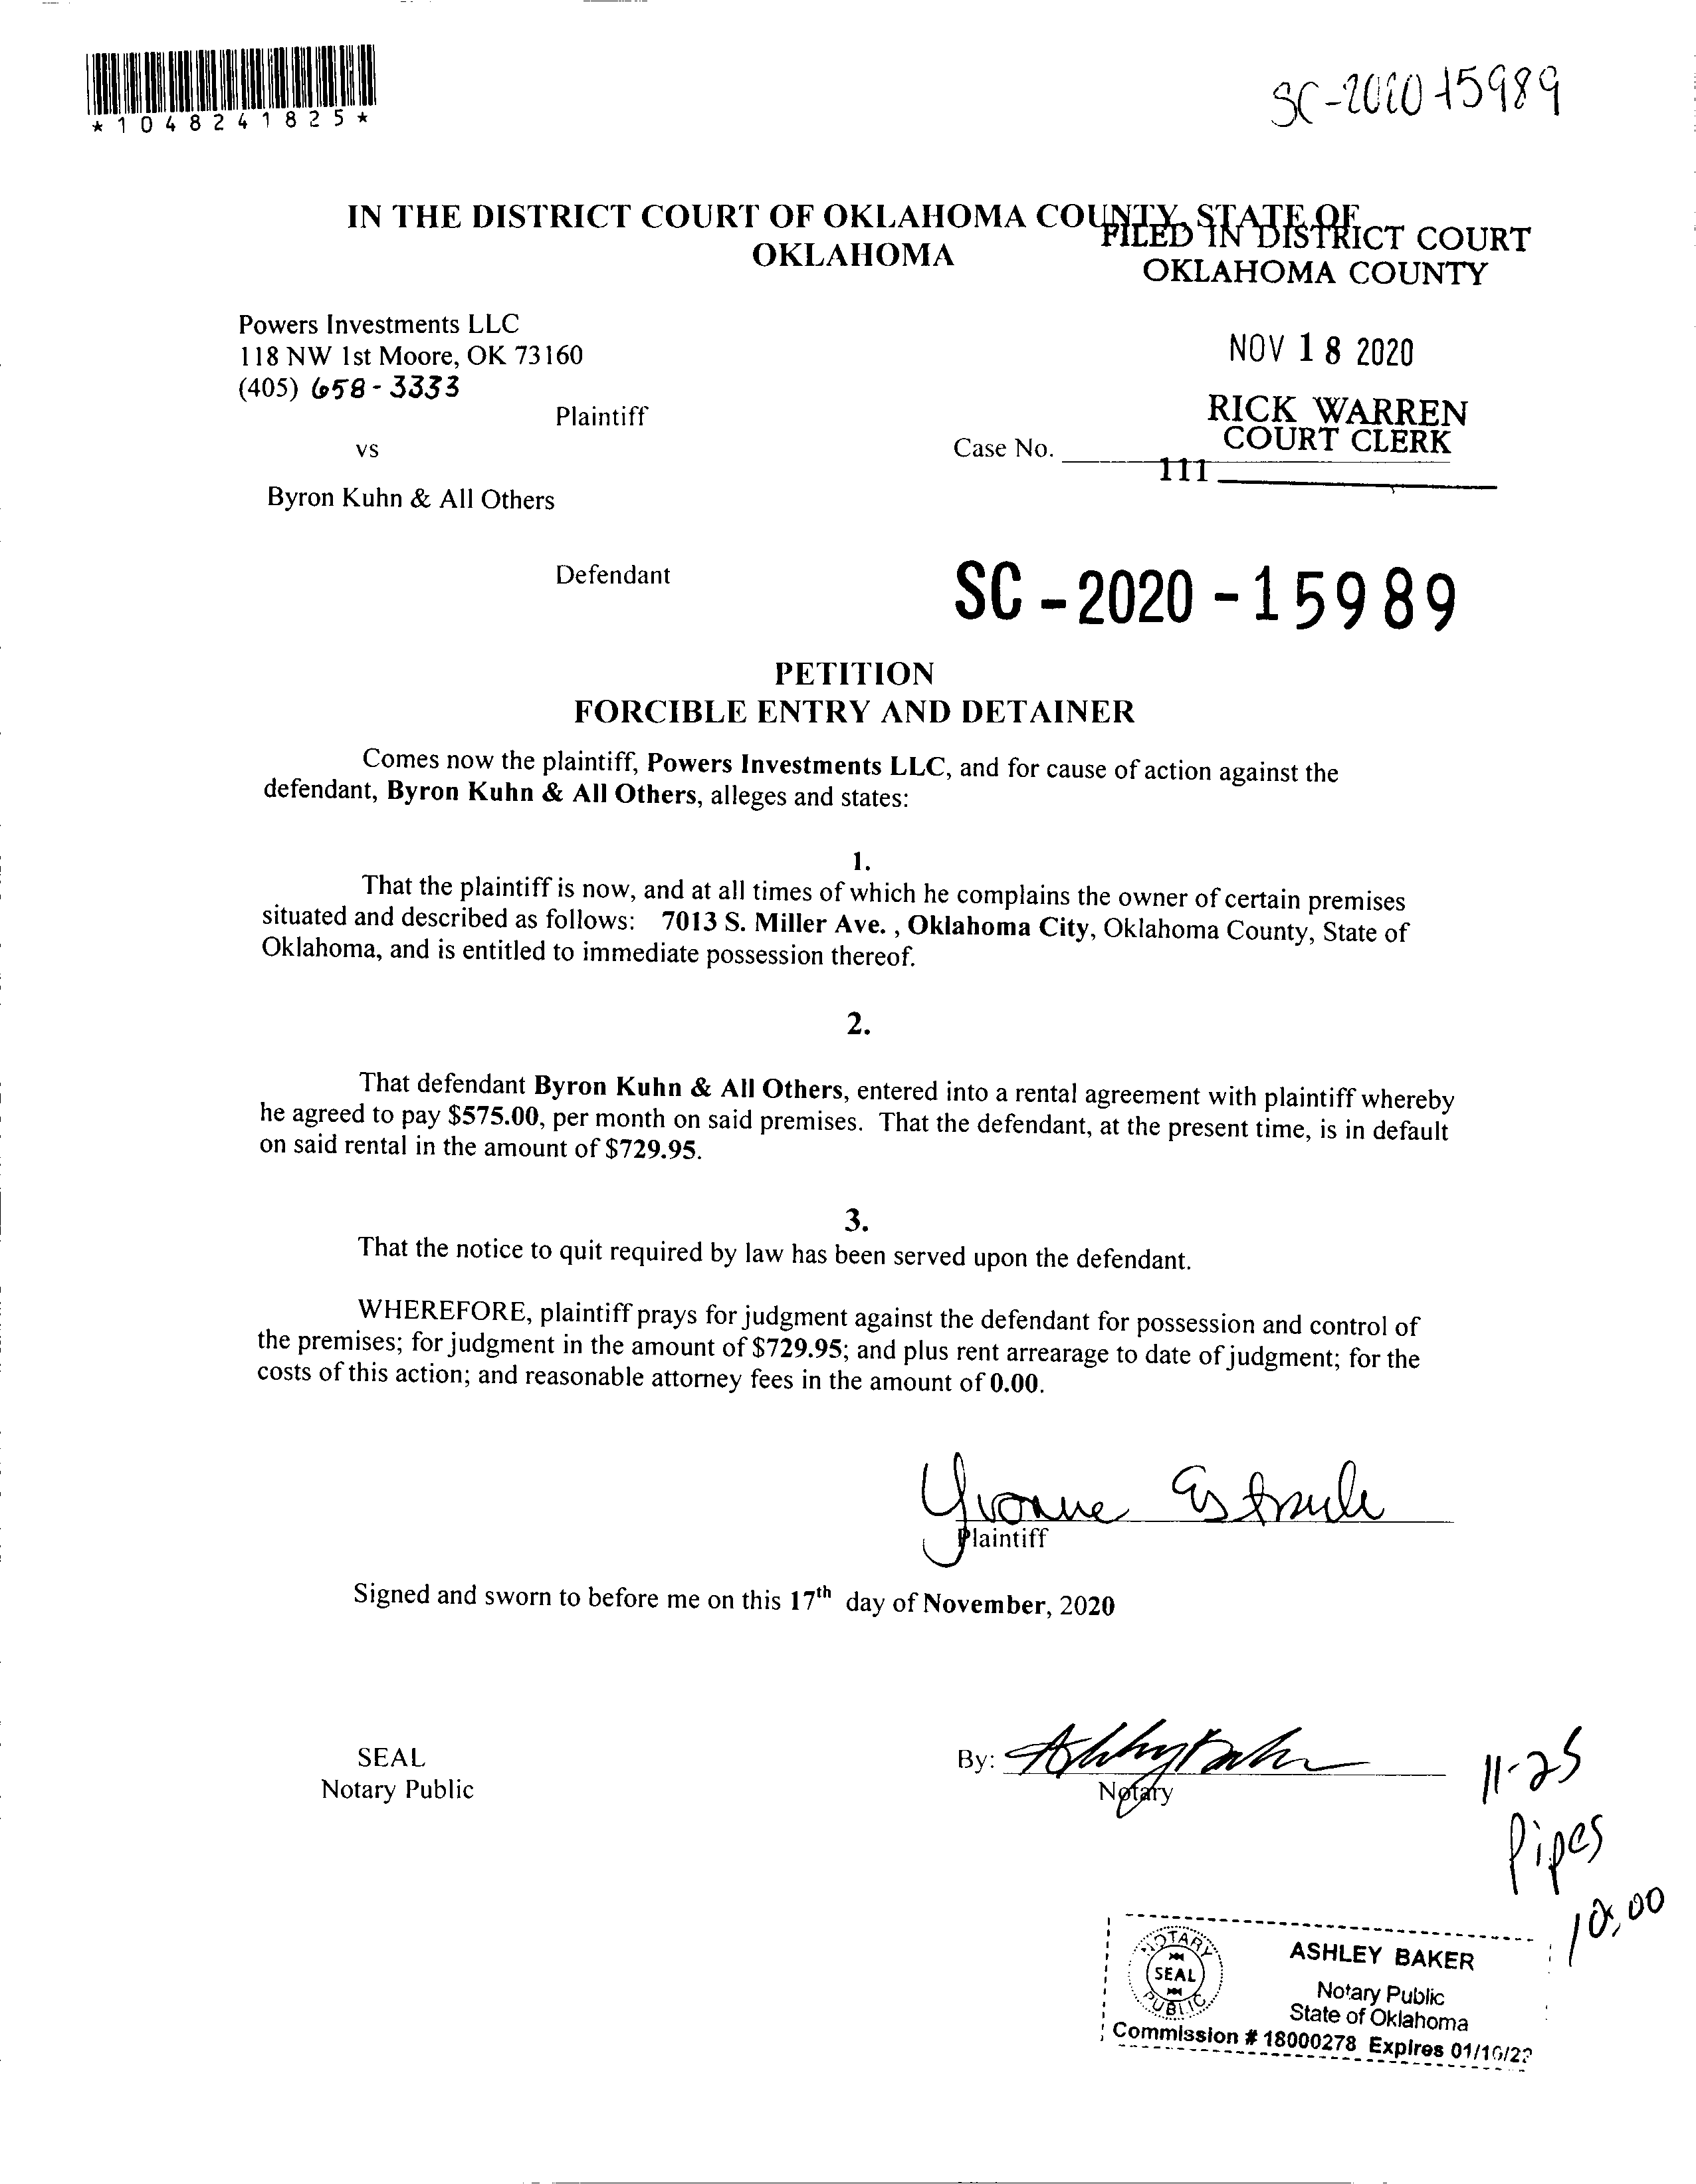 *1048241825*
SC-2020-15989
IN THE DISTRICT COURT OF OKLAHOMA COUNTY, STATE OF
OKLAHOMA
FILED IN DISTRICT COURT
OKLAHOMA COUNTY
Powers Investments LLC
118 NW 1st Moore, OK 73160
(405) 658-3333
NOV 18 2020
Plaintiff
RICK WARREN
COURT CLERK
vs
Case No.
111
Byron Kuhn & All Others
Defendant
SC-2020-15989
PETITION
FORCIBLE ENTRY AND DETAINER
Comes now the plaintiff, Powers Investments LLC, and for cause of action against the
defendant, Byron Kuhn & All Others, alleges and states:
1.
That the plaintiff is now, and at all times of which he complains the owner of certain premises
situated and described as follows: 7013 S. Miller Ave. , Oklahoma City, Oklahoma County, State of
Oklahoma, and is entitled to immediate possession thereof.
2.
That defendant Byron Kuhn & All Others, entered into a rental agreement with plaintiff whereby
he agreed to pay $575.00, per month on said premises. That the defendant, at the present time, is in default
on said rental in the amount of $729.95.
3.
That the notice to quit required by law has been served upon the defendant.
WHEREFORE, plaintiff prays for judgment against the defendant for possession and control of
the premises; for judgment in the amount of $729.95; and plus rent arrearage to date of judgment; for the
costs of this action; and reasonable attorney fees in the amount of 0.00.
Yvonne
Plaintiff
Signed and sworn to before me on this 17th day of November, 2020
SEAL
Notary Public
By: Ashley Baker
Notary
11-25
Pipes
NOTARY
SEAL
PUBLIC
ASHLEY BAKER
Notary Public
State of Oklahoma
Commission # 18000278 Expires